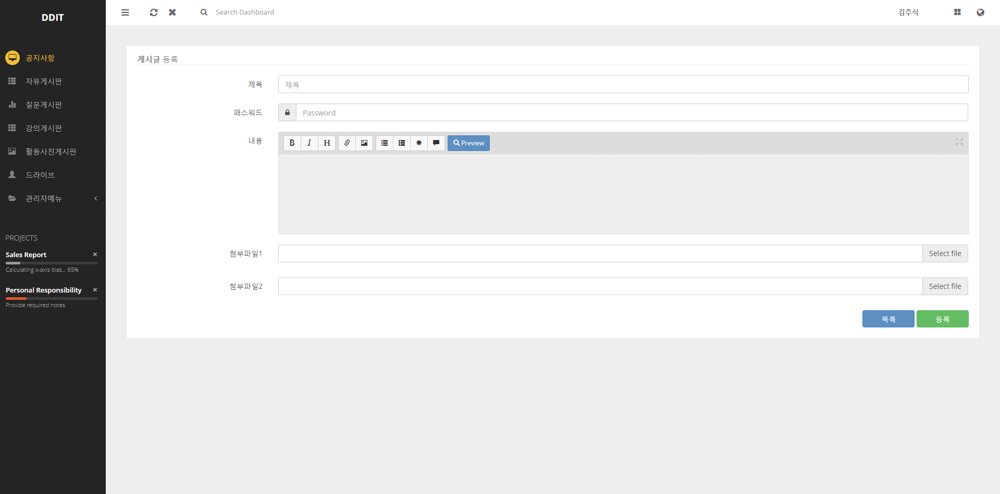 DDIT
Search Dashboard
김주식
공지사항
자유게시판
질문게시판
강의게시판
활동사진게시판
드라이브
관리자메뉴
PROJECTS
Sales Report
Calculating x-axis bias... 65%
Personal Responsibility
Provide required notes
게시글 등록
제목
제목
패스워드
Password
내용
B I H
Preview
첨부파일1
Select file
첨부파일2
Select file
목록
등록